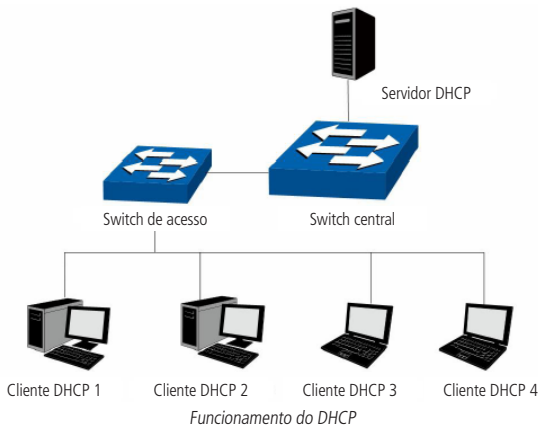 Servidor DHCP
Switch de acesso
Switch central
Cliente DHCP 1
Cliente DHCP 2
Cliente DHCP 3
Cliente DHCP 4
Funcionamento do DHCP